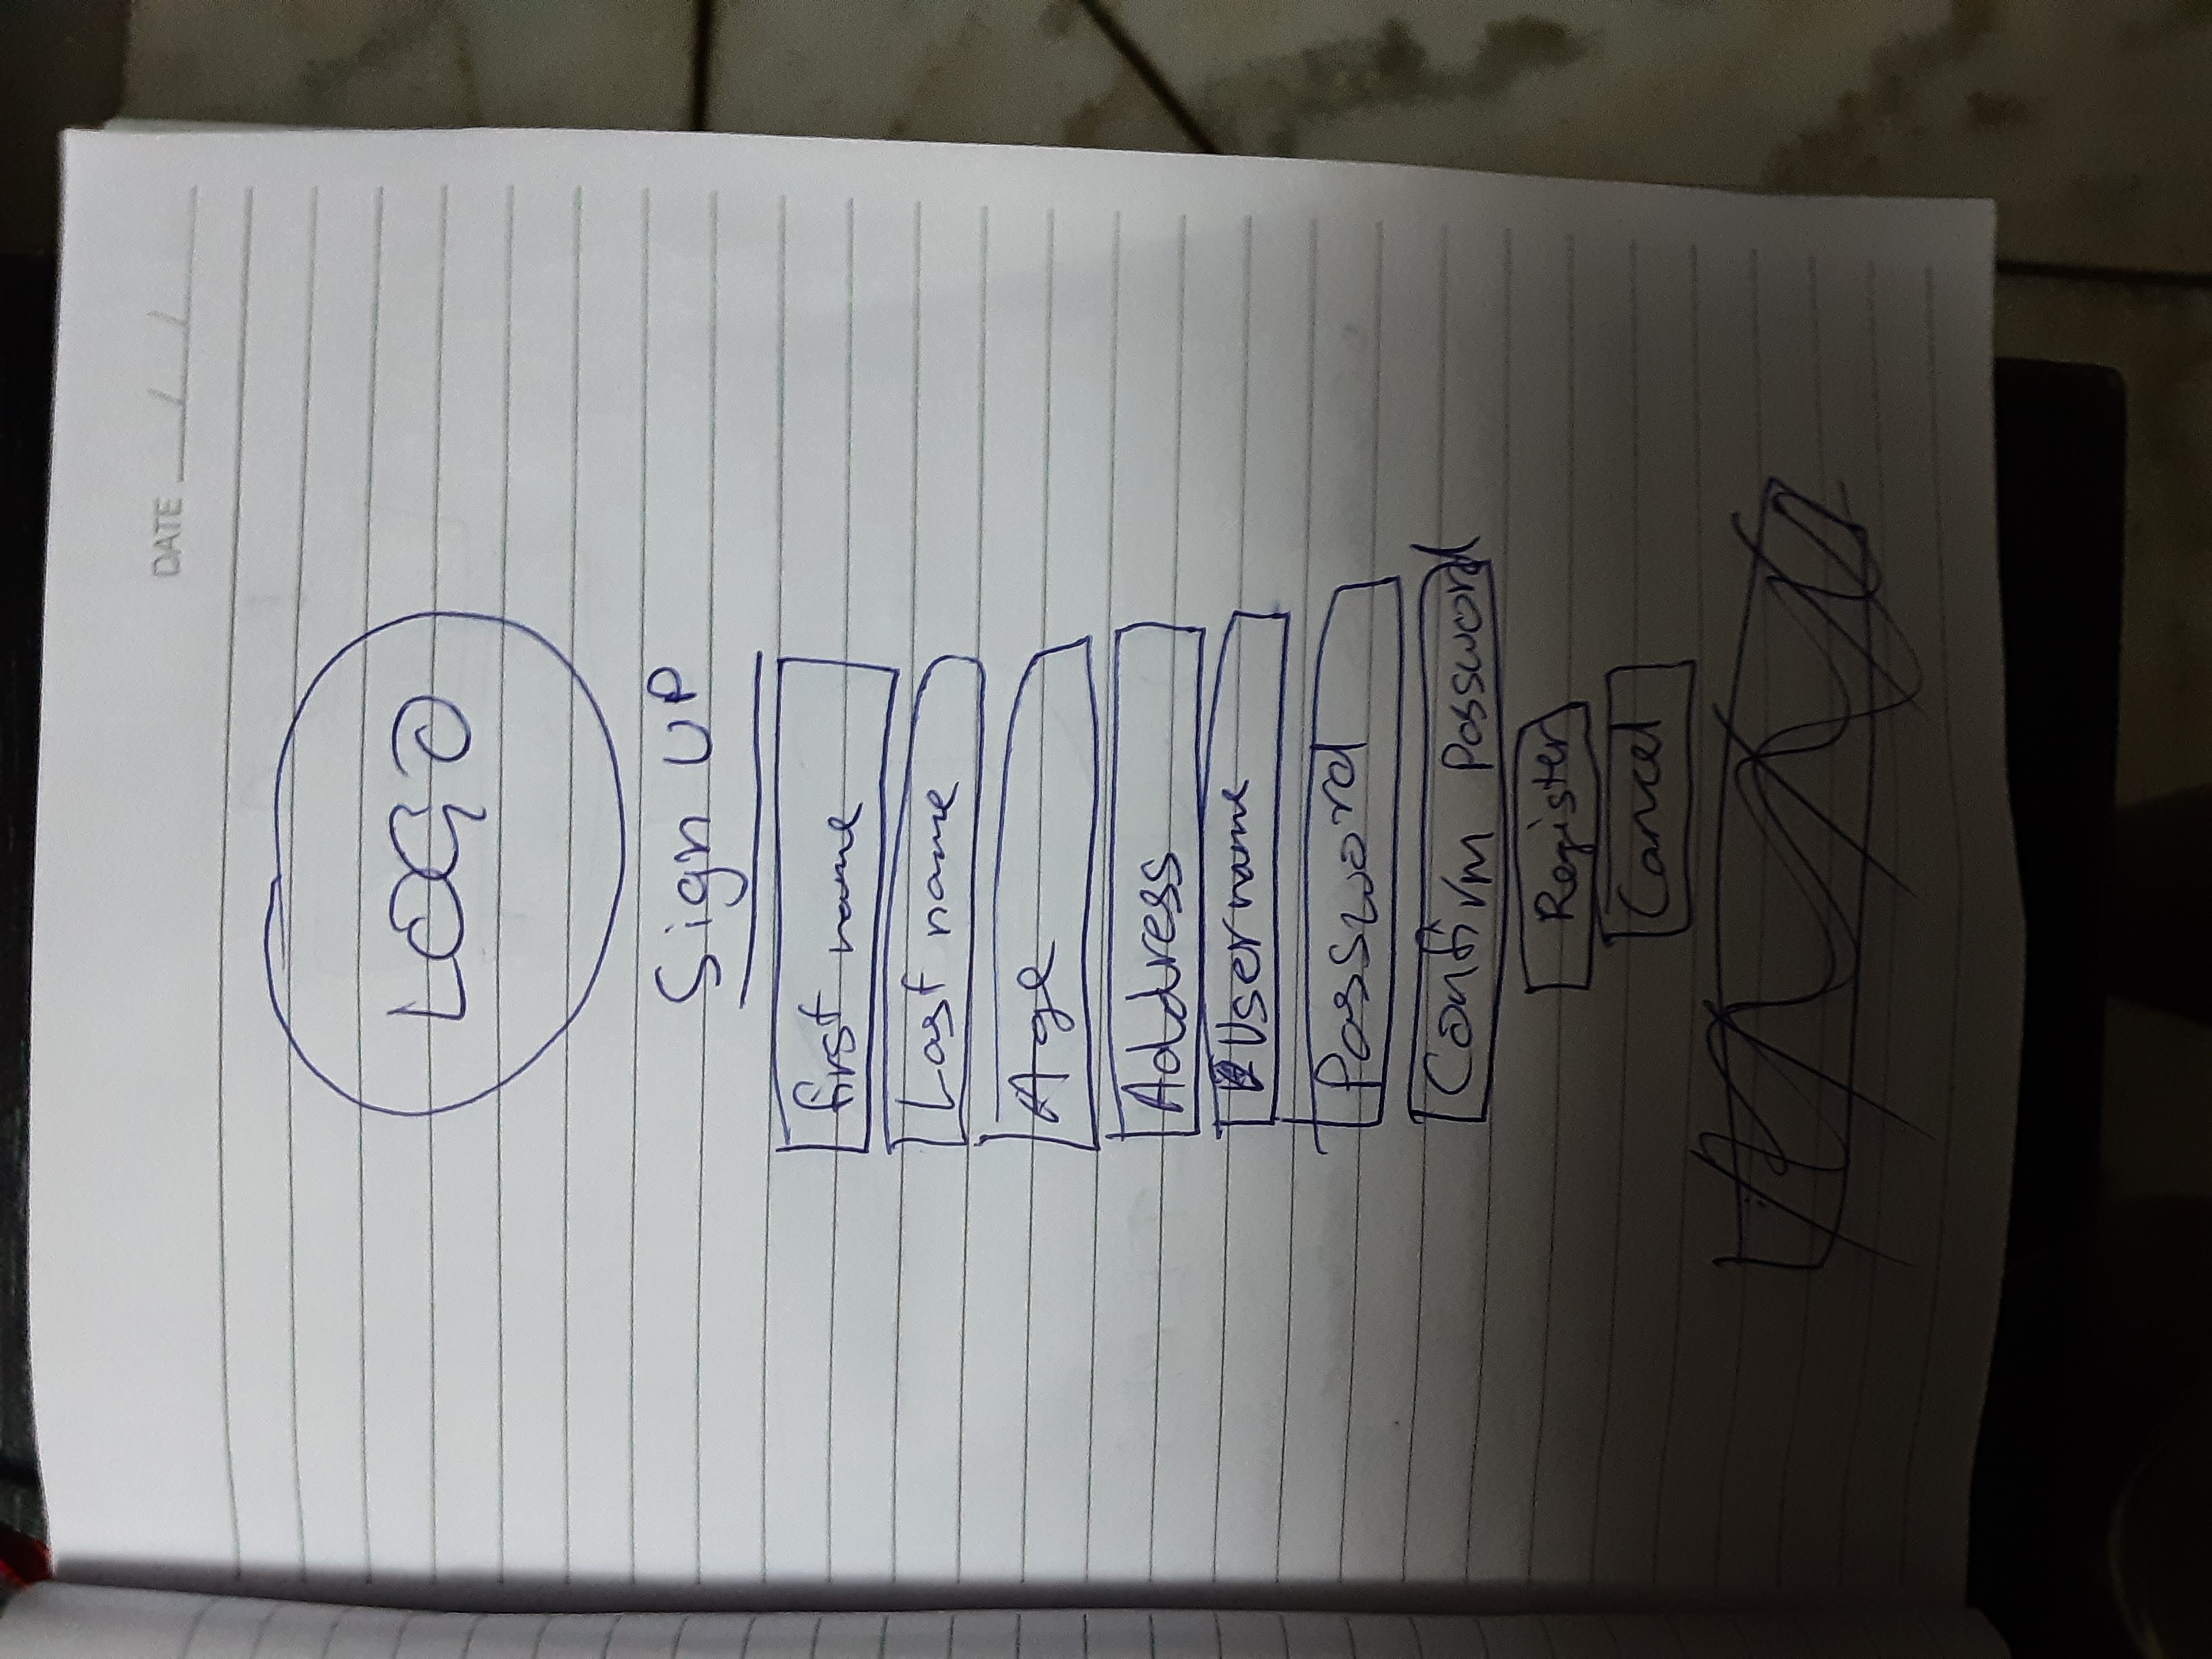 DATE / /
LOGO
Sign UP
first name
Last name
Age
Address
Username
Password
Confirm Password
Register
Cancel